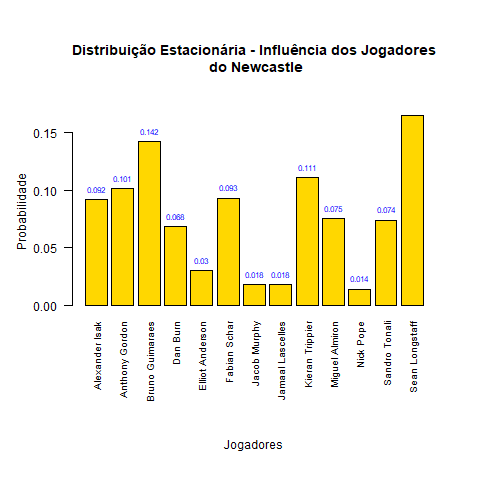 Distribuição Estacionária - Influência dos Jogadores
do Newcastle
Probabilidade
0.15
0.10
0.05
0.00
0.092
0.101
0.142
0.068
0.03
0.093
0.018
0.018
0.111
0.075
0.014
0.074
Alexander Isak
Anthony Gordon
Bruno Guimaraes
Dan Burn
Elliot Anderson
Fabian Schar
Jacob Murphy
Jamaal Lascelles
Kieran Trippier
Miguel Almiron
Nick Pope
Sandro Tonali
Sean Longstaff
Jogadores